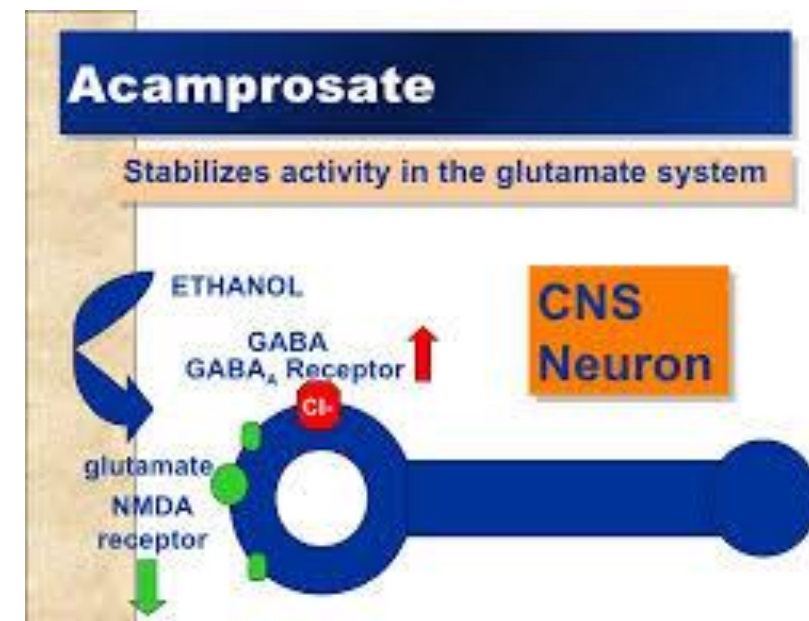 Acamprosate
Stabilizes activity in the glutamate system
ETHANOL
CNS
Neuron
GABA
GABAA Receptor
Cl-
glutamate
NMDA
receptor